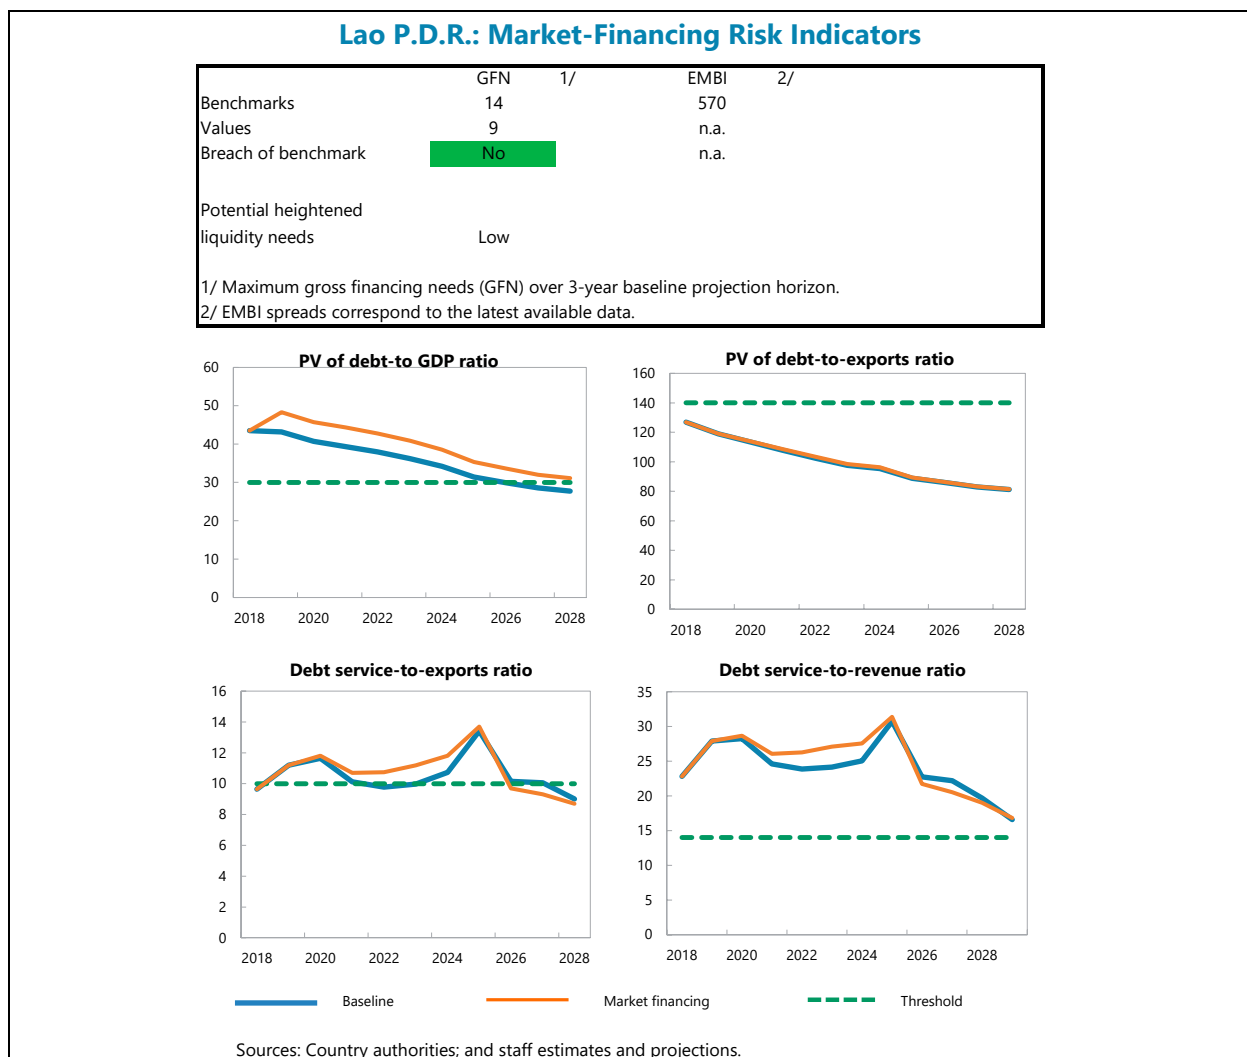 Lao P.D.R.: Market-Financing Risk Indicators
GFN 1/ EMBI 2/
Benchmarks 14 570
Values 9 n.a.
Breach of benchmark No n.a.
Potential heightened
liquidity needs Low
1/ Maximum gross financing needs (GFN) over 3-year baseline projection horizon.
2/ EMBI spreads correspond to the latest available data.
PV of debt-to GDP ratio
60
50
40
30
20
10
0
2018 2020 2022 2024 2026 2028
PV of debt-to-exports ratio
160
140
120
100
80
60
40
20
0
2018 2020 2022 2024 2026 2028
Debt service-to-exports ratio
16
14
12
10
8
6
4
2
0
2018 2020 2022 2024 2026 2028
Debt service-to-revenue ratio
35
30
25
20
15
10
5
0
2018 2020 2022 2024 2026 2028
Baseline Market financing Threshold
Sources: Country authorities; and staff estimates and projections.